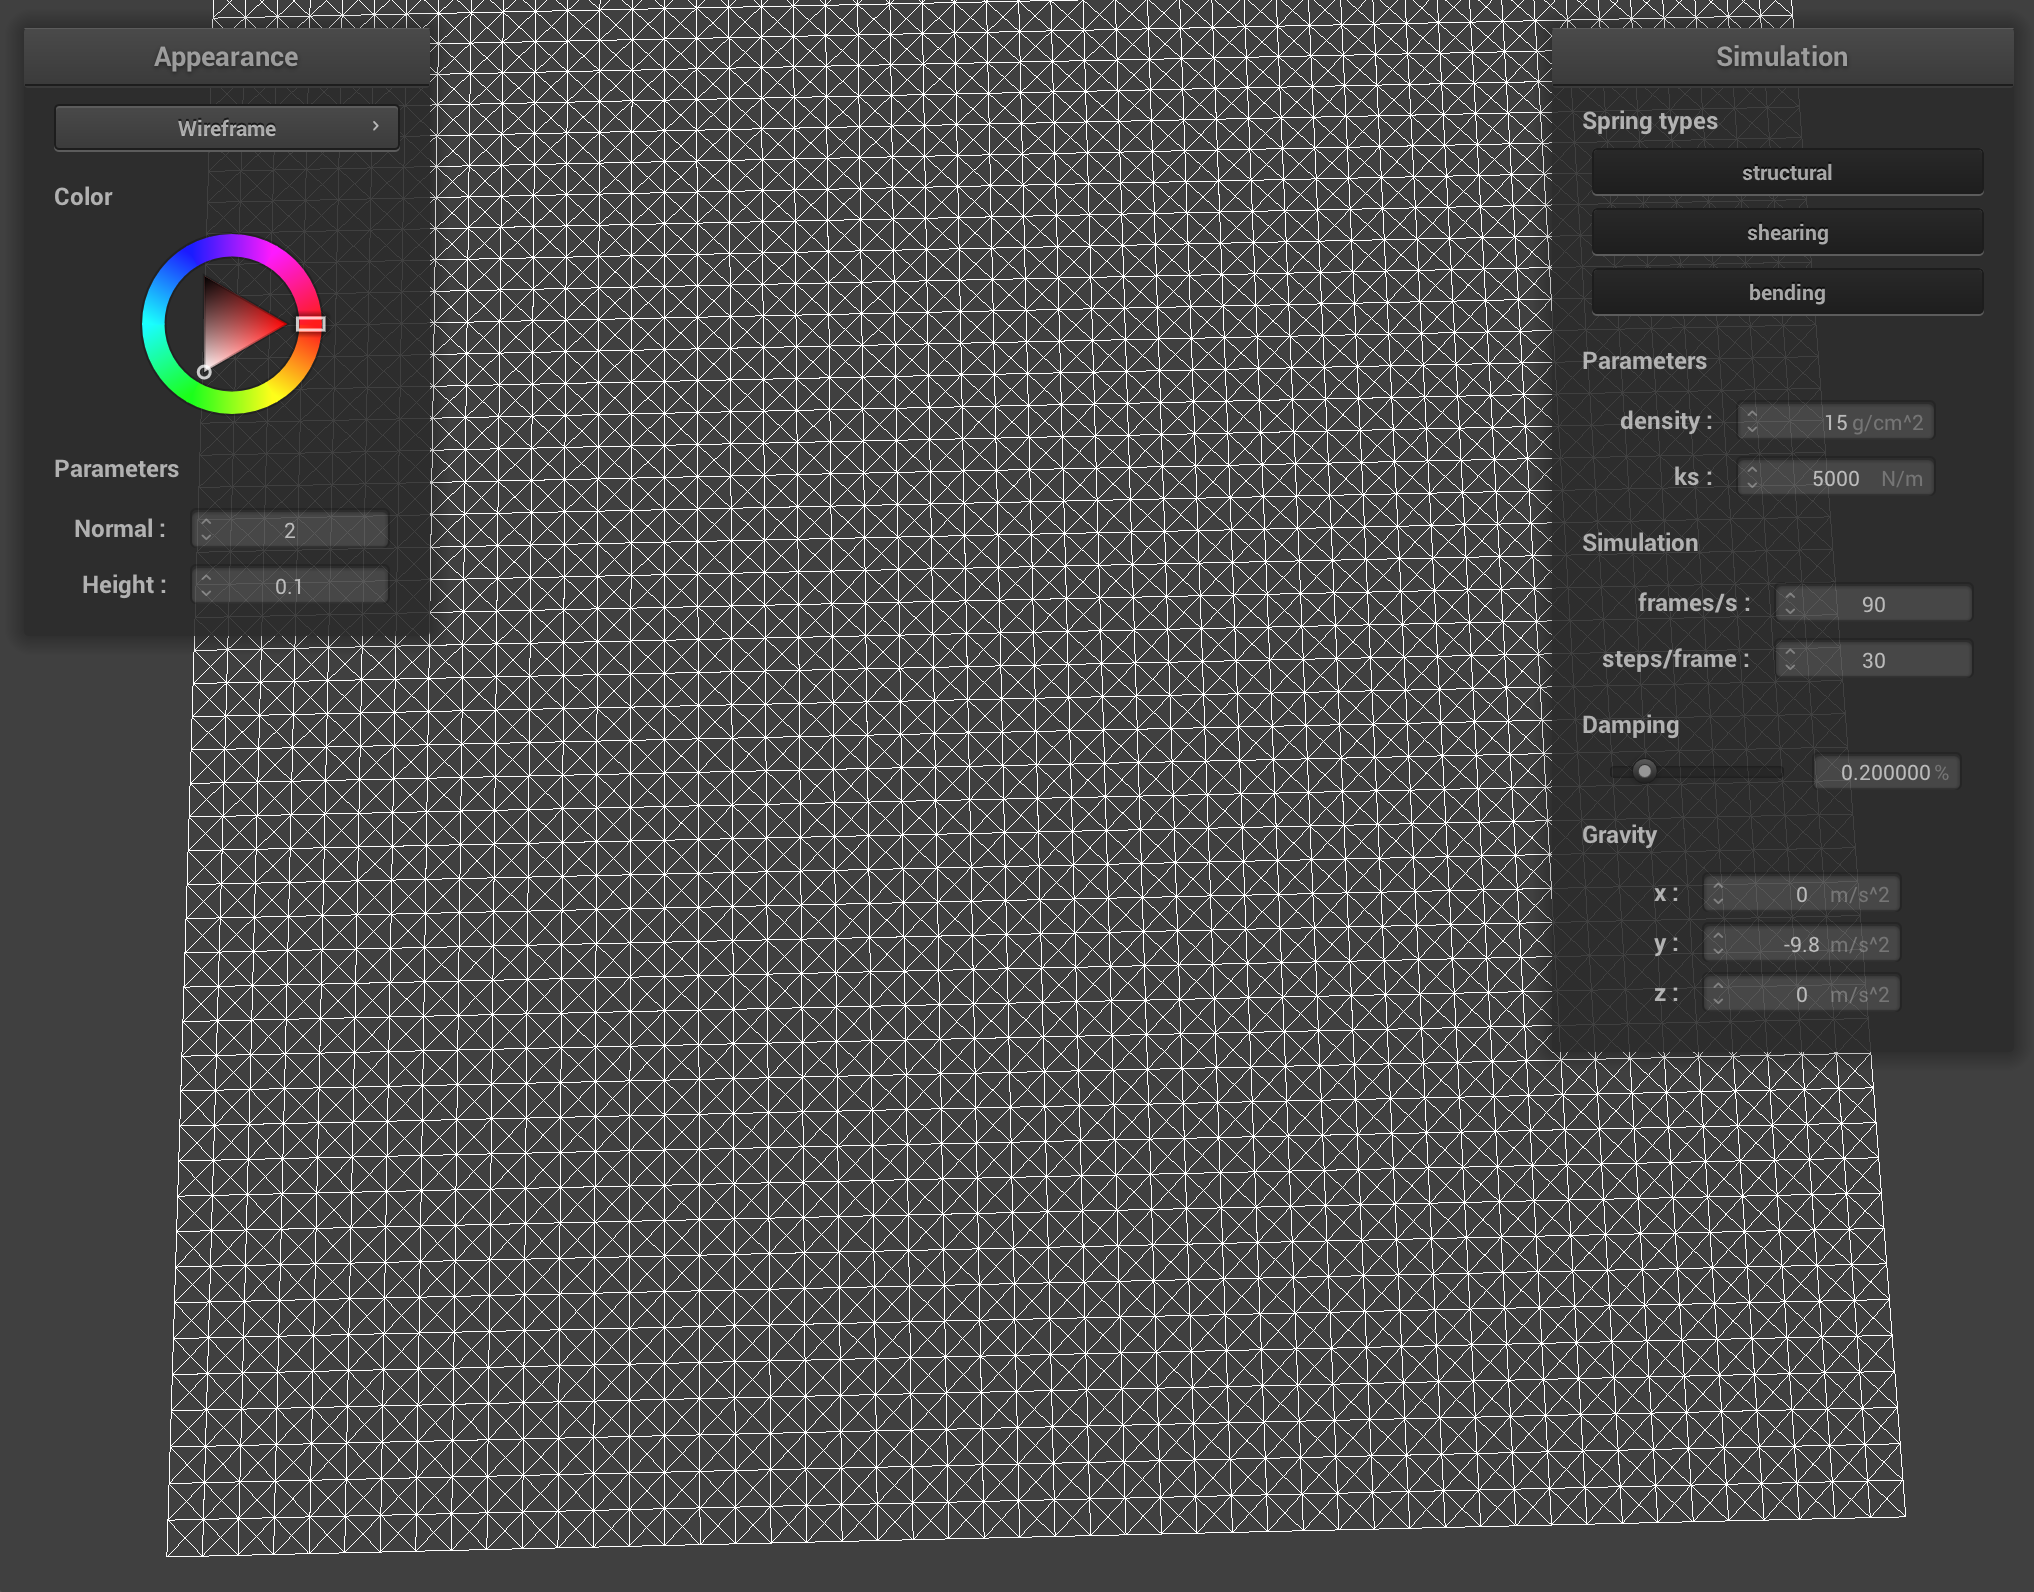 Appearance
Wireframe
Color
Parameters
Normal : 2
Height : 0.1
Simulation
Spring types
structural
shearing
bending
Parameters
density : 15 g/cm^2
ks : 5000 N/m
Simulation
frames/s : 90
steps/frame : 30
Damping
0.200000 %
Gravity
x : 0 m/s^2
y : -9.8 m/s^2
z : 0 m/s^2